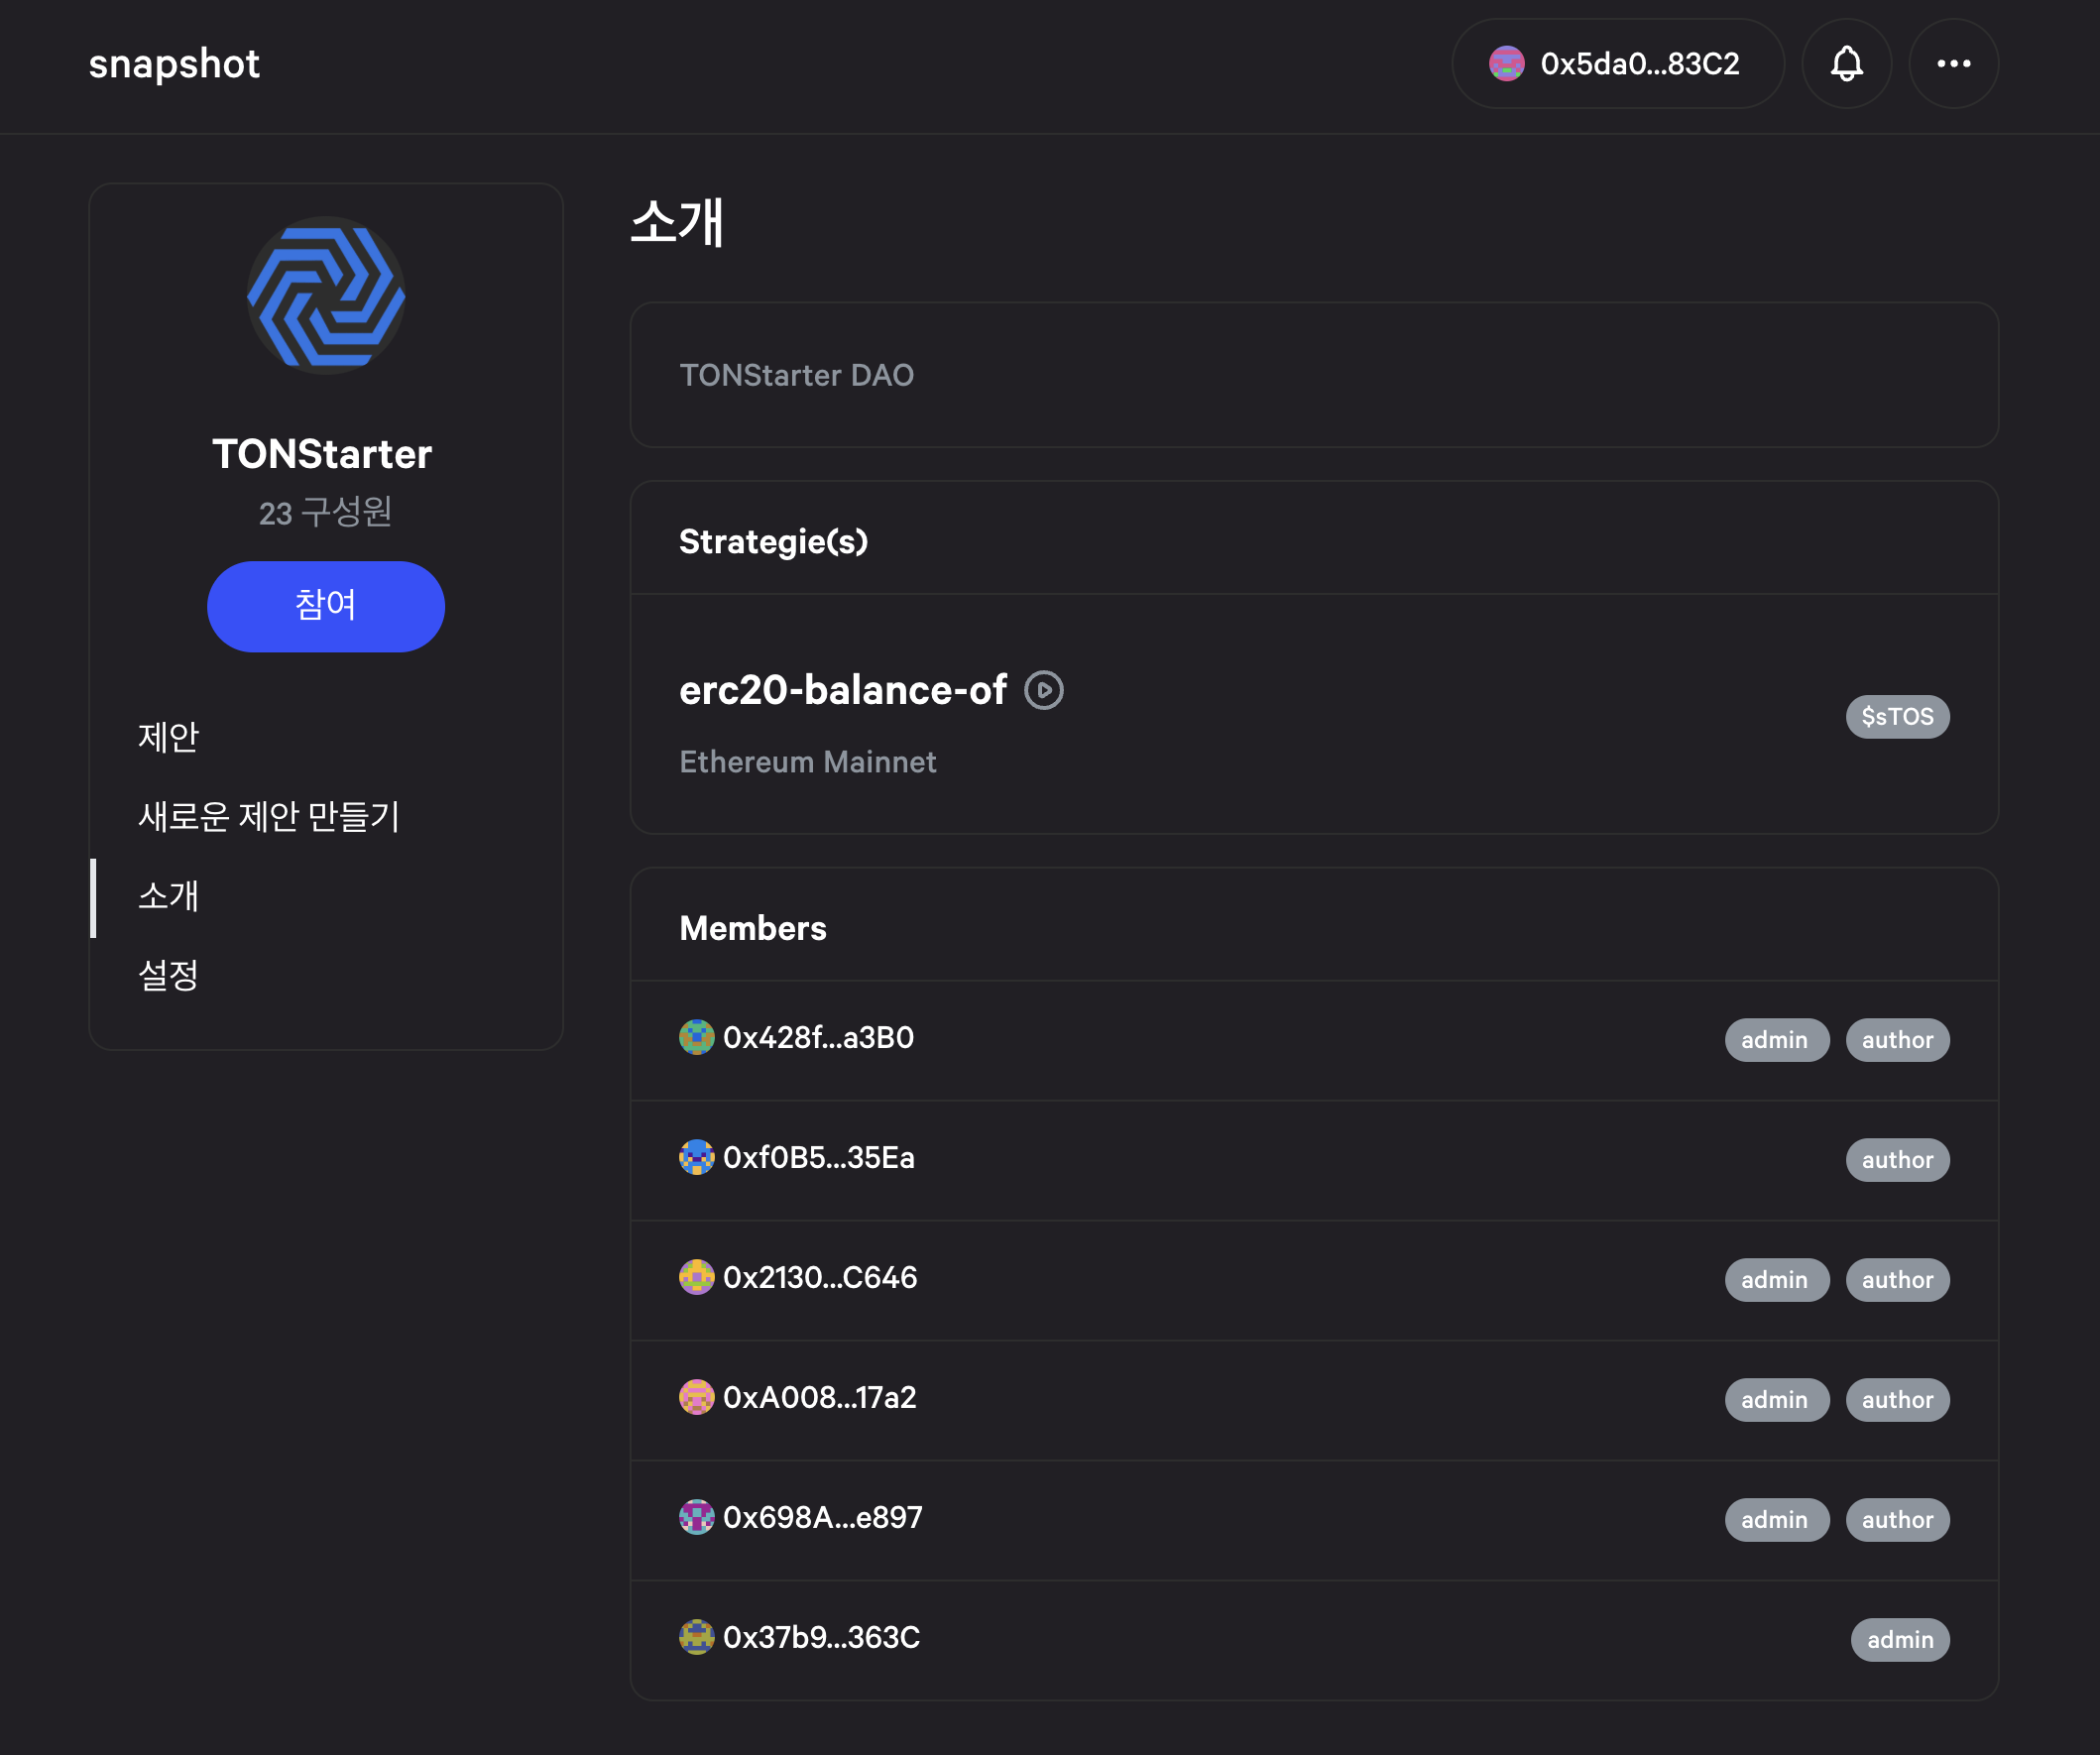 snapshot
0x5da0...83C2
TONStarter
23 구성원
참여
제안
새로운 제안 만들기
소개
설정
소개
TONStarter DAO
Strategie(s)
erc20-balance-of
$sTOS
Ethereum Mainnet
Members
0x428f...a3B0 admin author
0xf0B5...35Ea author
0x2130...C646 admin author
0xA008...17a2 admin author
0x698A...e897 admin author
0x37b9...363C admin